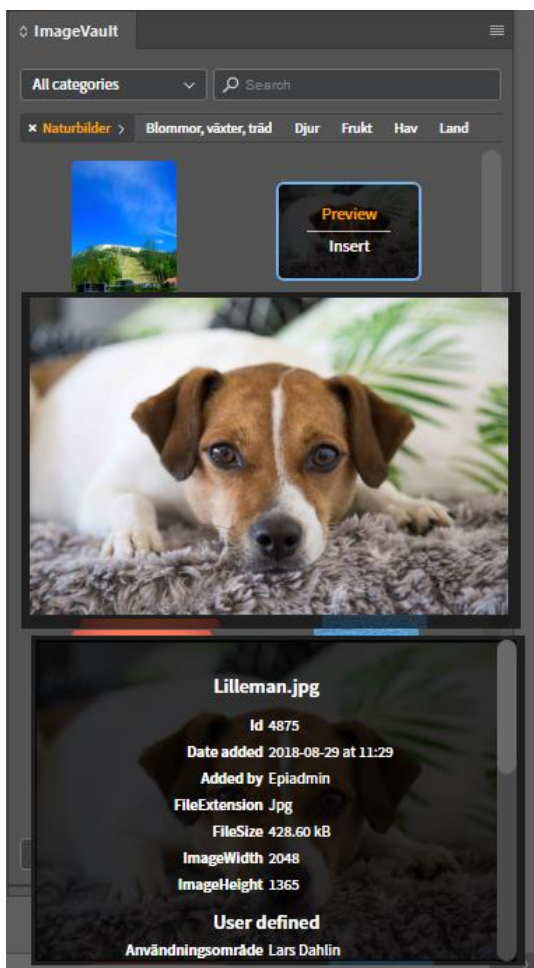 ImageVault
All categories
Search
× Naturbilder > Blommor, växter, träd Djur Frukt Hav Land
Preview
Insert
Lilleman.jpg
Id 4875
Date added 2018-08-29 at 11:29
Added by Epiadmin
FileExtension Jpg
FileSize 428.60 kB
ImageWidth 2048
ImageHeight 1365
User defined
Användningsområde Lars Dahlin